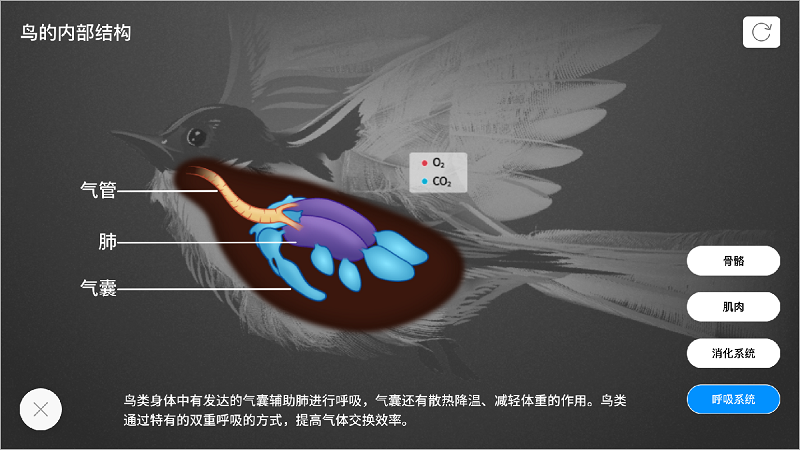 鸟的内部结构
O₂
CO₂
气管
肺
气囊
骨骼
肌肉
消化系统
呼吸系统
鸟类身体中有发达的气囊辅助肺进行呼吸，气囊还有散热降温、减轻体重的作用。鸟类
通过特有的双重呼吸的方式，提高气体交换效率。